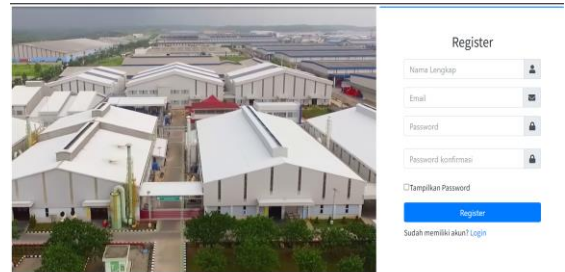 Register
Nama Lengkap
Email
Password
Password konfirmasi
Tampilkan Password
Register
Sudah memiliki akun? Login